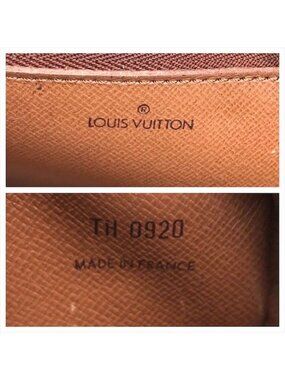 ®
LOUIS VUITTON
TH 0920
MADE IN FRANCE